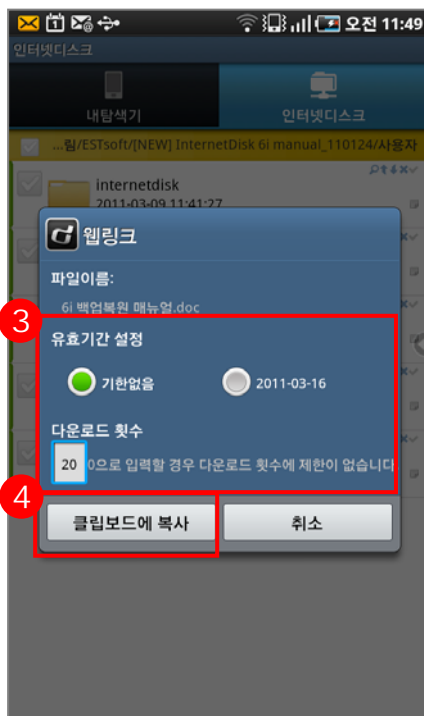 오전 11:49
인터넷디스크
내탐색기
인터넷디스크
...림/ESTsoft/[NEW] InternetDisk 6i manual_110124/사용자
internetdisk
2011-03-09 11:41:27
웹링크
파일이름:
6i 백업복원 매뉴얼.doc
3
유효기간 설정
기한없음
2011-03-16
다운로드 횟수
20
0으로 입력할 경우 다운로드 횟수에 제한이 없습니다
4
클립보드에 복사
취소